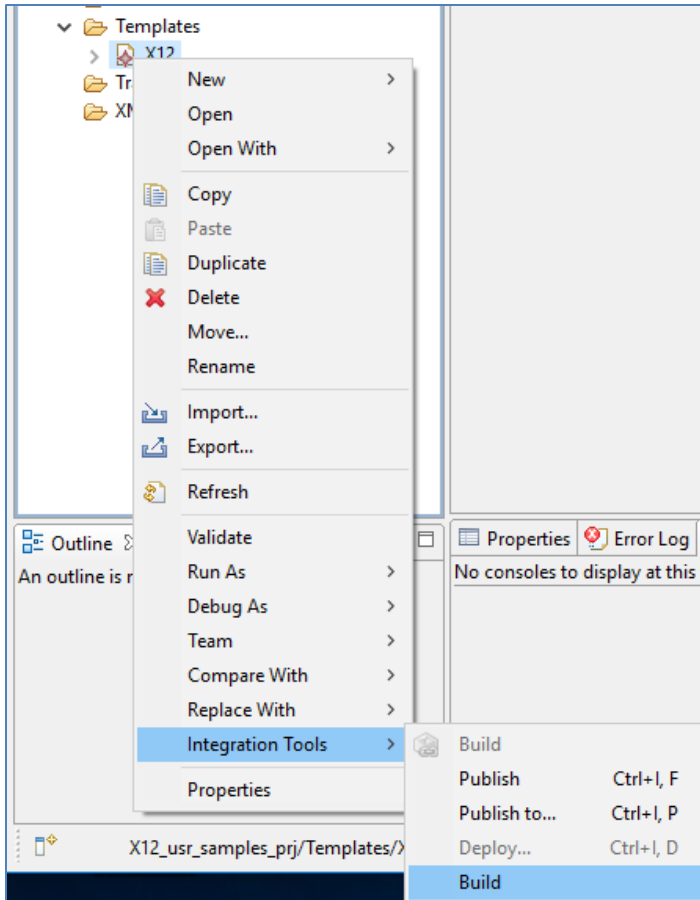 Templates
X12
New
Open
Open With
Copy
Paste
Duplicate
Delete
Move...
Rename
Import...
Export...
Refresh
Validate
Run As
Debug As
Team
Compare With
Replace With
Integration Tools
Properties
Outline
An outline is
Properties Error Log
No consoles to display at this
Build
Publish Ctrl+I, F
Publish to... Ctrl+I, P
Deploy... Ctrl+I, D
Build
X12_usr_samples_prj/Templates/